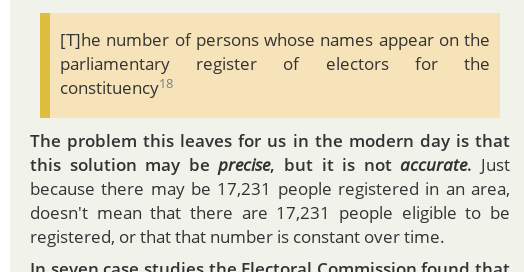 [T]he number of persons whose names appear on the
parliamentary register of electors for the
constituency18
The problem this leaves for us in the modern day is that
this solution may be precise, but it is not accurate. Just
because there may be 17,231 people registered in an area,
doesn't mean that there are 17,231 people eligible to be
registered, or that that number is constant over time.
In seven case studies the Electoral Commission found that